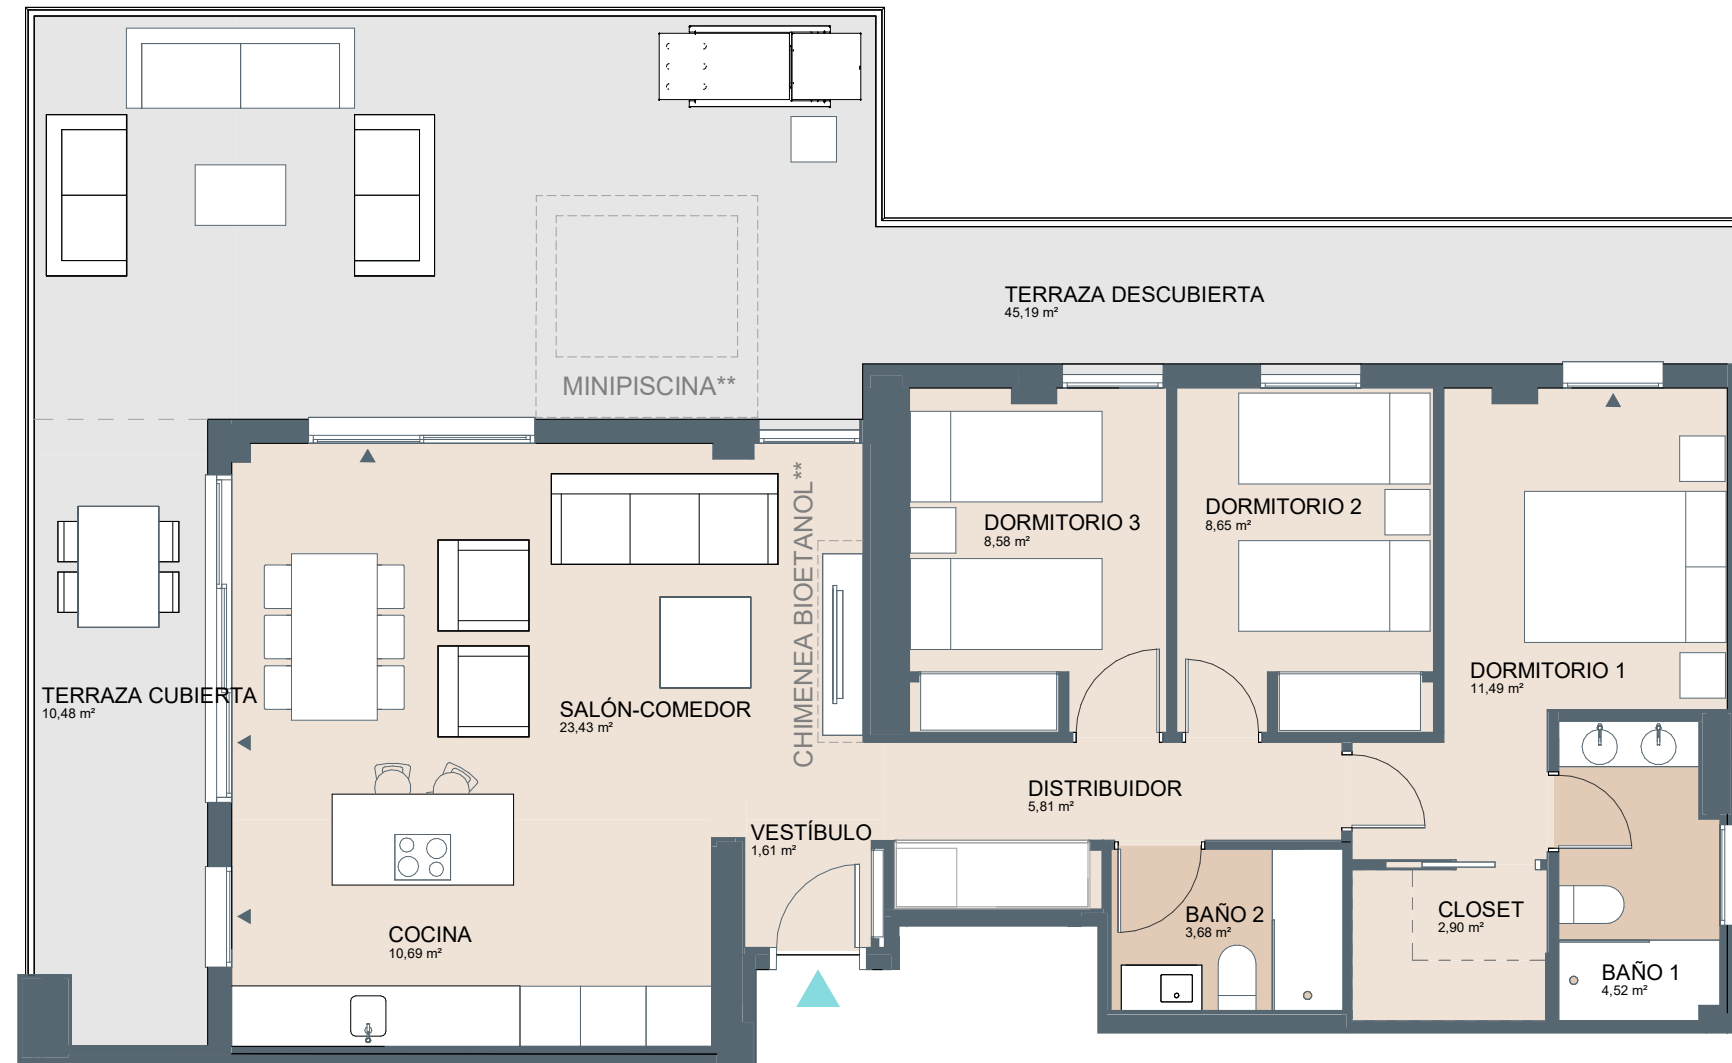 TERRAZA DESCUBIERTA
45,19 m²
MINIPISCINA**
CHIMENEA BIOETANOL**
DORMITORIO 3
8,58 m²
DORMITORIO 2
8,65 m²
DORMITORIO 1
11,49 m²
TERRAZA CUBIERTA
10,48 m²
SALÓN-COMEDOR
23,43 m²
DISTRIBUIDOR
5,81 m²
VESTÍBULO
1,61 m²
COCINA
10,69 m²
BAÑO 2
3,68 m²
CLOSET
2,90 m²
BAÑO 1
4,52 m²